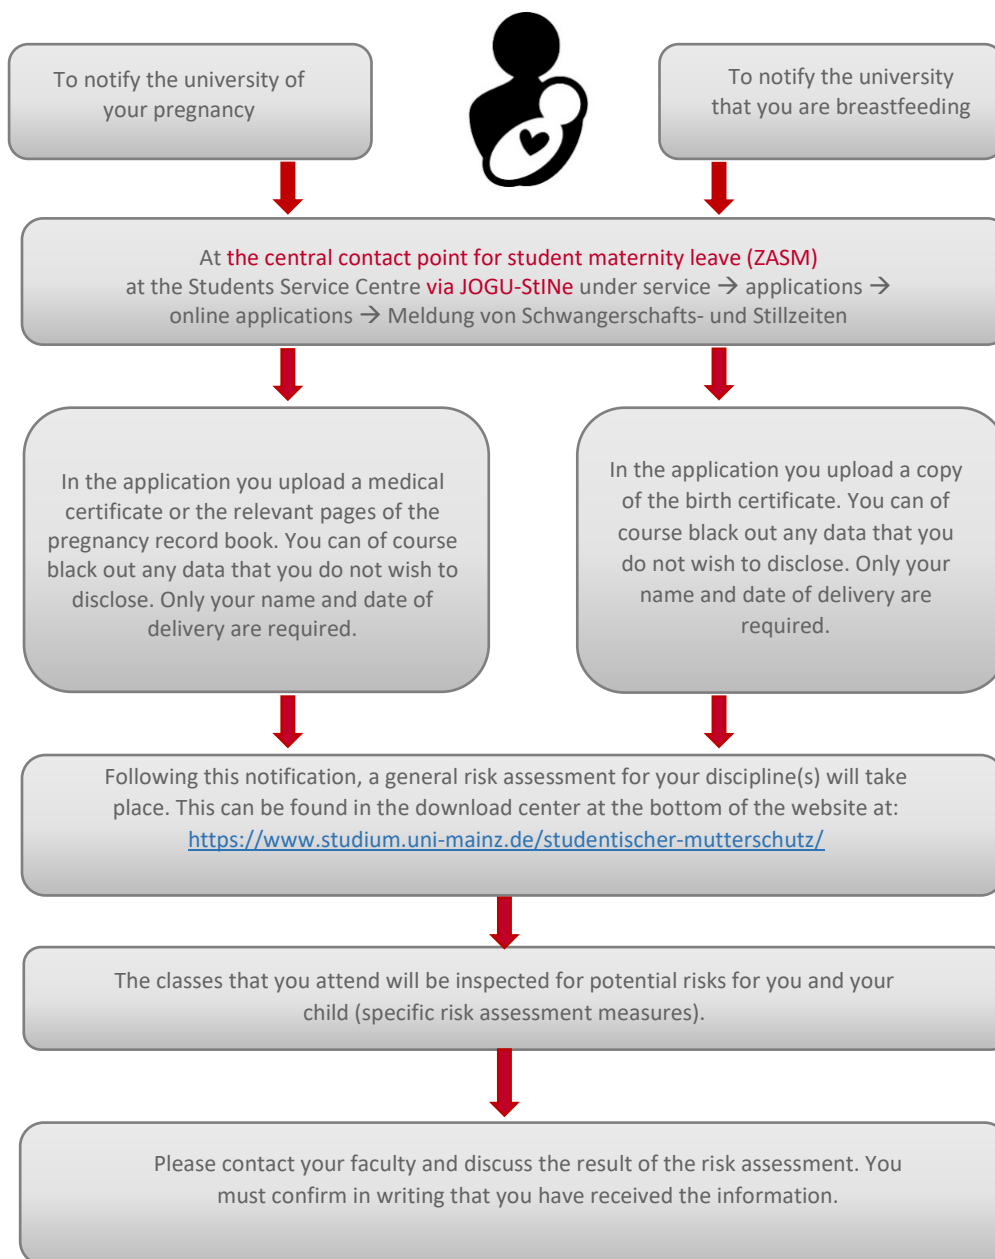 To notify the university of
your pregnancy
To notify the university
that you are breastfeeding
At the central contact point for student maternity leave (ZASM)
at the Students Service Centre via JOGU-StINe under service → applications →
online applications → Meldung von Schwangerschafts- und Stillzeiten
In the application you upload a medical
certificate or the relevant pages of the
pregnancy record book. You can of course
black out any data that you do not wish to
disclose. Only your name and date of
delivery are required.
In the application you upload a copy
of the birth certificate. You can of
course black out any data that you
do not wish to disclose. Only your
name and date of delivery are
required.
Following this notification, a general risk assessment for your discipline(s) will take
place. This can be found in the download center at the bottom of the website at:
https://www.studium.uni-mainz.de/studentischer-mutterschutz/
The classes that you attend will be inspected for potential risks for you and your
child (specific risk assessment measures).
Please contact your faculty and discuss the result of the risk assessment. You
must confirm in writing that you have received the information.